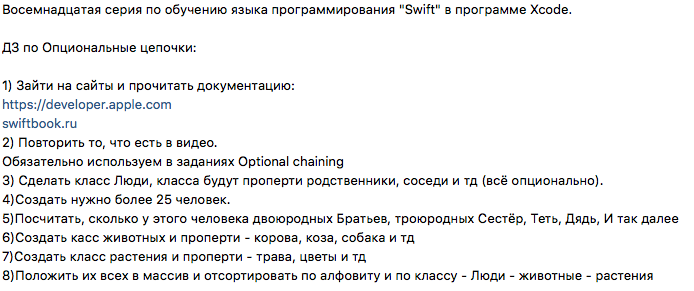 Восемнадцатая серия по обучению языка программирования "Swift" в программе Xcode.
ДЗ по Опциональные цепочки:
1) Зайти на сайты и прочитать документацию:
https://developer.apple.com
swiftbook.ru
2) Повторить то, что есть в видео.
Обязательно используем в заданиях Optional chaining
3) Сделать класс Люди, класса будут проперти родственники, соседи и тд (всё опционально).
4)Создать нужно более 25 человек.
5)Посчитать, сколько у этого человека двоюродных Братьев, троюродных Сестёр, Теть, Дядь, И так далее
6)Создать касс животных и проперти - корова, коза, собака и тд
7)Создать класс растения и проперти - трава, цветы и тд
8)Положить их всех в массив и отсортировать по алфовиту и по классу - Люди - животные - растения